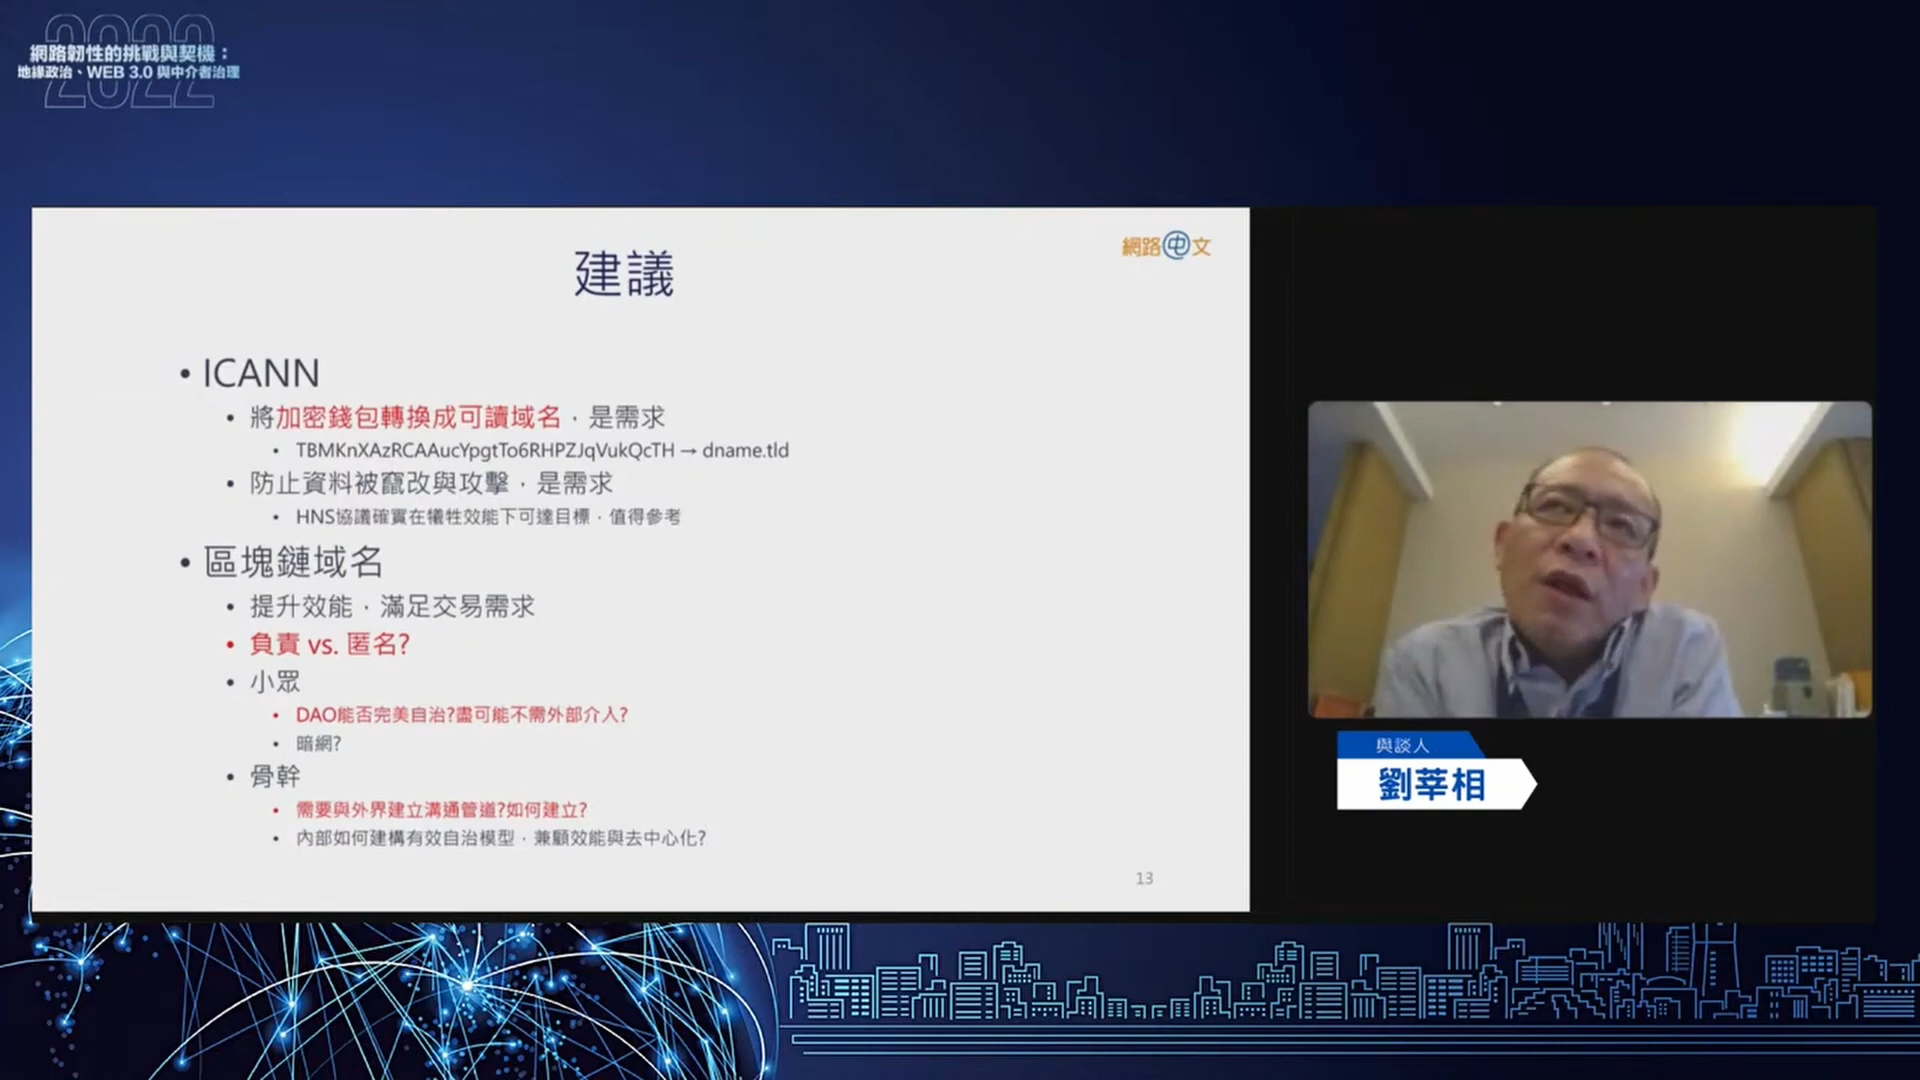 2022
網路韌性的挑戰與契機：
地緣政治、WEB 3.0 與中介者治理
網路中文
建議
• ICANN
• 將加密錢包轉換成可讀域名，是需求
• TBMKnXAzRCAAucYpgtTo6RHPZJqVukQcTH → dname.tld
• 防止資料被竄改與攻擊，是需求
• HNS協議確實在犧牲效能下可達目標，值得參考
• 區塊鏈域名
• 提升效能，滿足交易需求
• 負責 vs. 匿名?
• 小眾
• DAO能否完美自治?盡可能不需外部介入?
• 暗網?
• 骨幹
• 需要與外界建立溝通管道?如何建立?
• 內部如何建構有效自治模型，兼顧效能與去中心化?
13
與談人
劉莘相